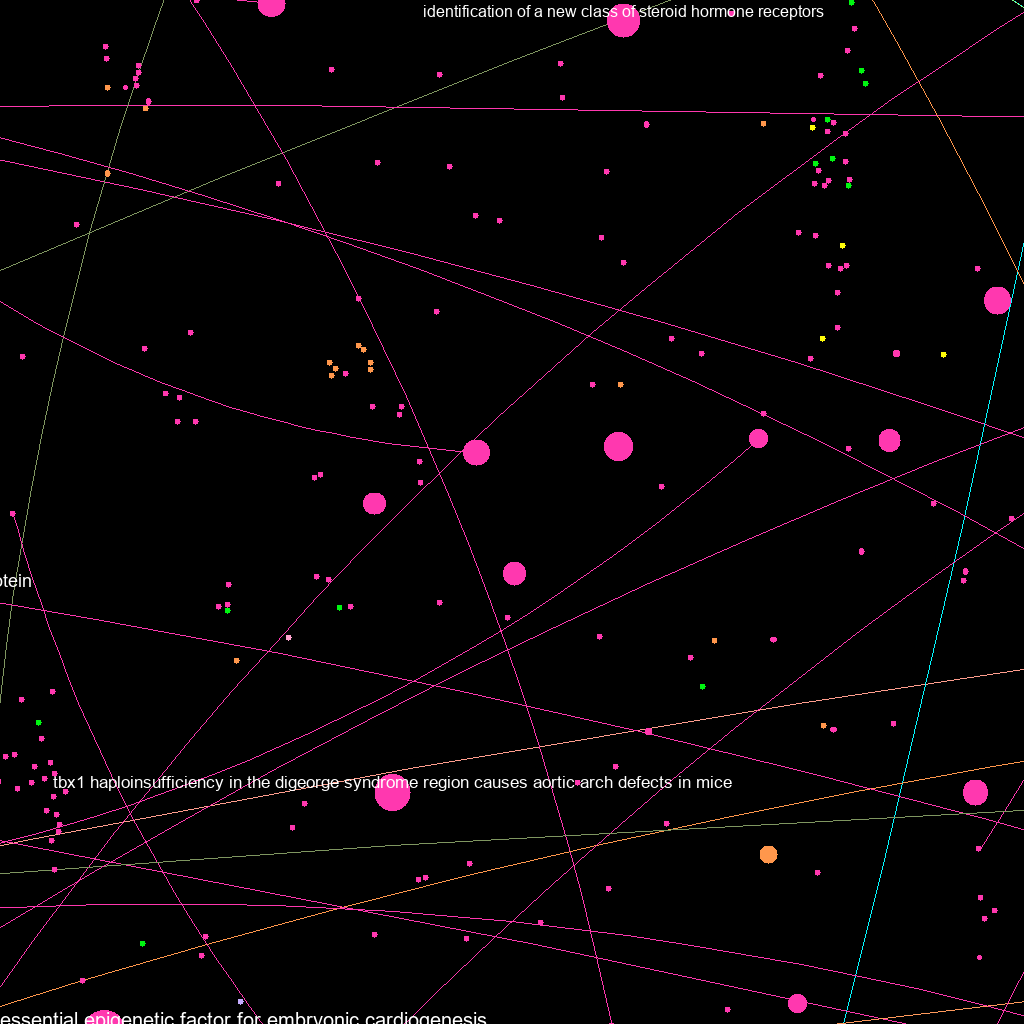 identification of a new class of steroid hormone receptors
otein
tbx1 haploinsufficiency in the digeorge syndrome region causes aortic arch defects in mice
essential epigenetic factor for embryonic cardiogenesis